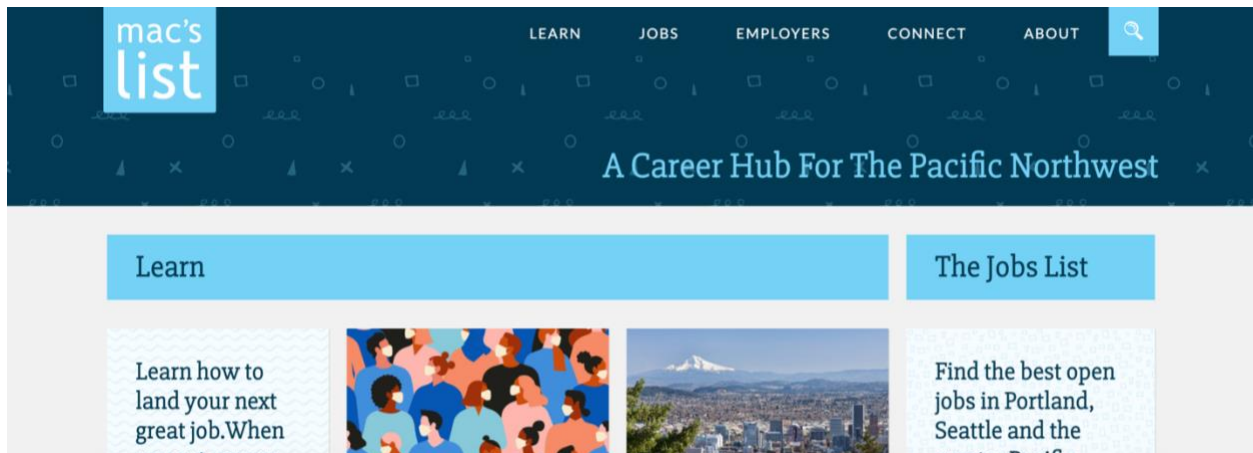 mac's
list
LEARN JOBS EMPLOYERS CONNECT ABOUT
A Career Hub For The Pacific Northwest
Learn
The Jobs List
Learn how to
land your next
great job.When
Find the best open
jobs in Portland,
Seattle and the